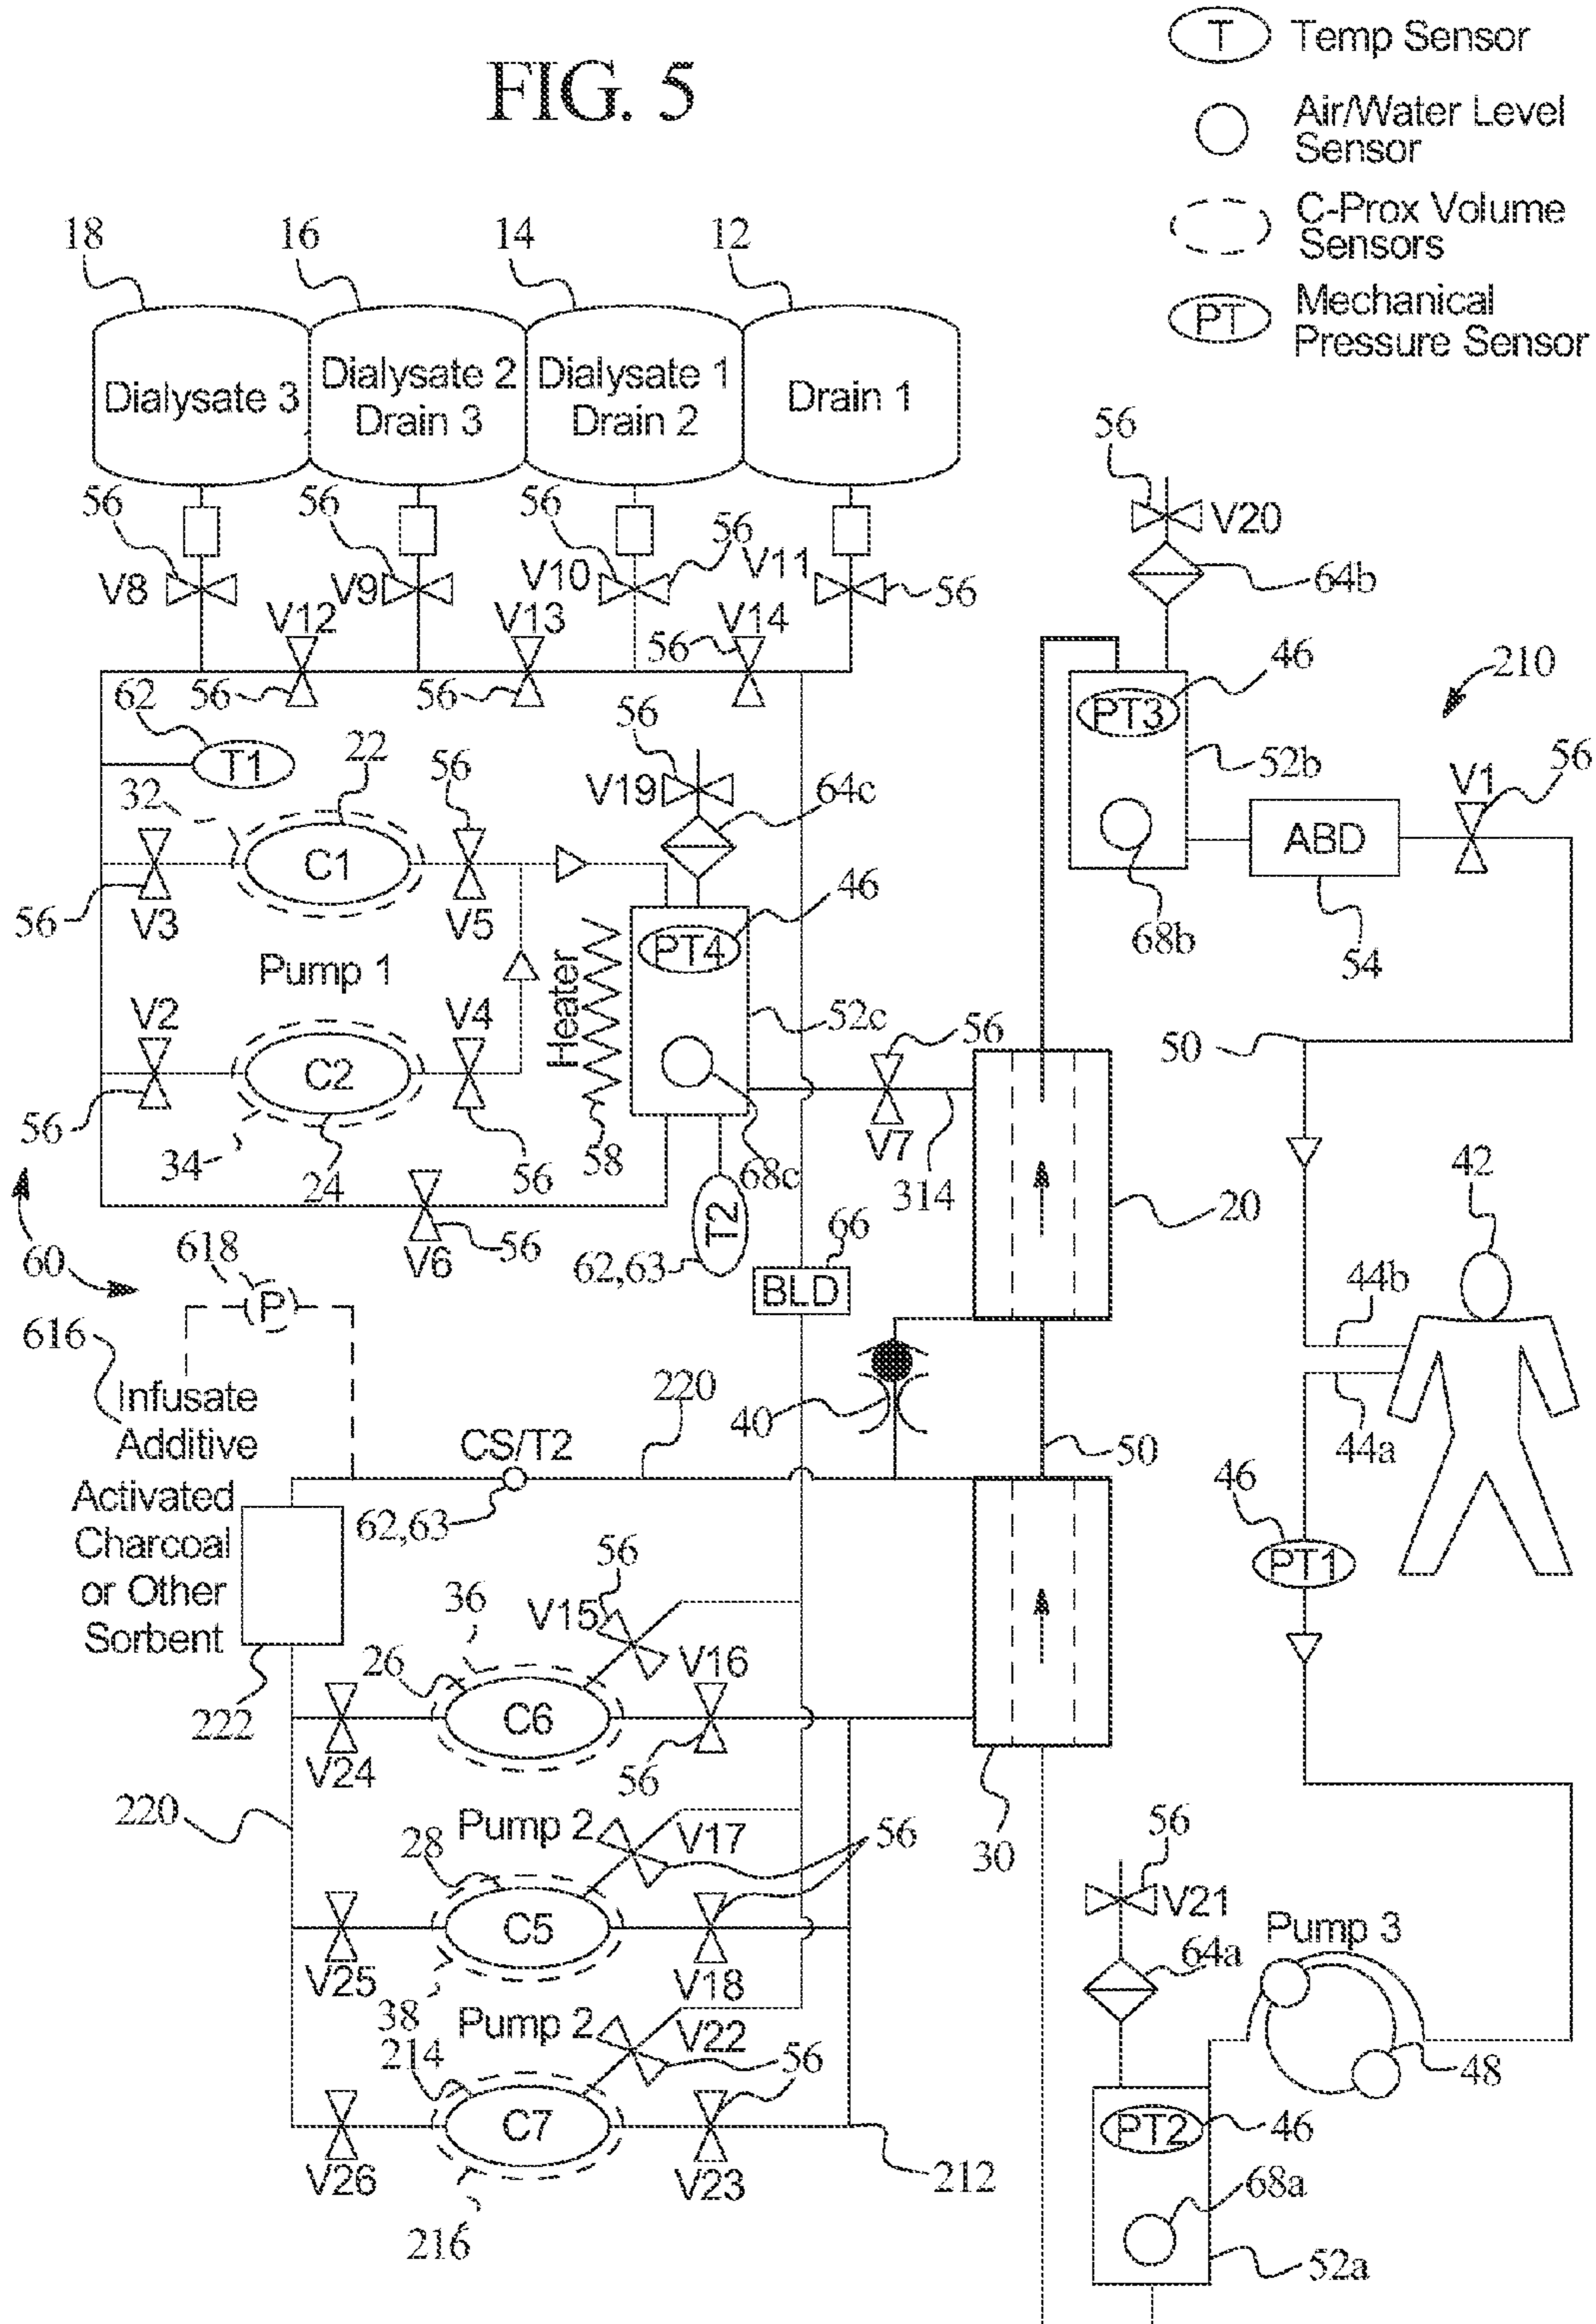 FIG. 5
T Temp Sensor
Air/Water Level
Sensor
C-Prox Volume
Sensors
PT Mechanical
Pressure Sensor
18 16 14 12
Dialysate 3
Dialysate 2
Drain 3
Dialysate 1
Drain 2
Drain 1
56 56 56 56
V8 V9 V10 V11 56
V12 V13 V14
56 56 56
56
V20
64b
46
210
PT3
52b
V1 56
ABD
68b
54
62
T1
22
56
56
V19
64c
32
C1
56 V3 V5
46
PT4
Pump 1
Heater
V2 V4
52c
56
50
C2
56
34
24
56
58
68c
V7
314
20
42
60
V6
56
T2
62,63
66
BLD
618
P
616
Infusate
Additive
44b
44a
220
40
CS/T2
50
Activated
Charcoal
or Other
Sorbent
62,63
46
PT1
56
36
V15
26
V16
222
C6
V24
56
30
220
Pump 2
28
V17
56
56
V21
C5
Pump 3
V25
38
V18
64a
Pump 2
V22
214
56
48
C7
PT2
46
V26
V23
212
216
68a
52a